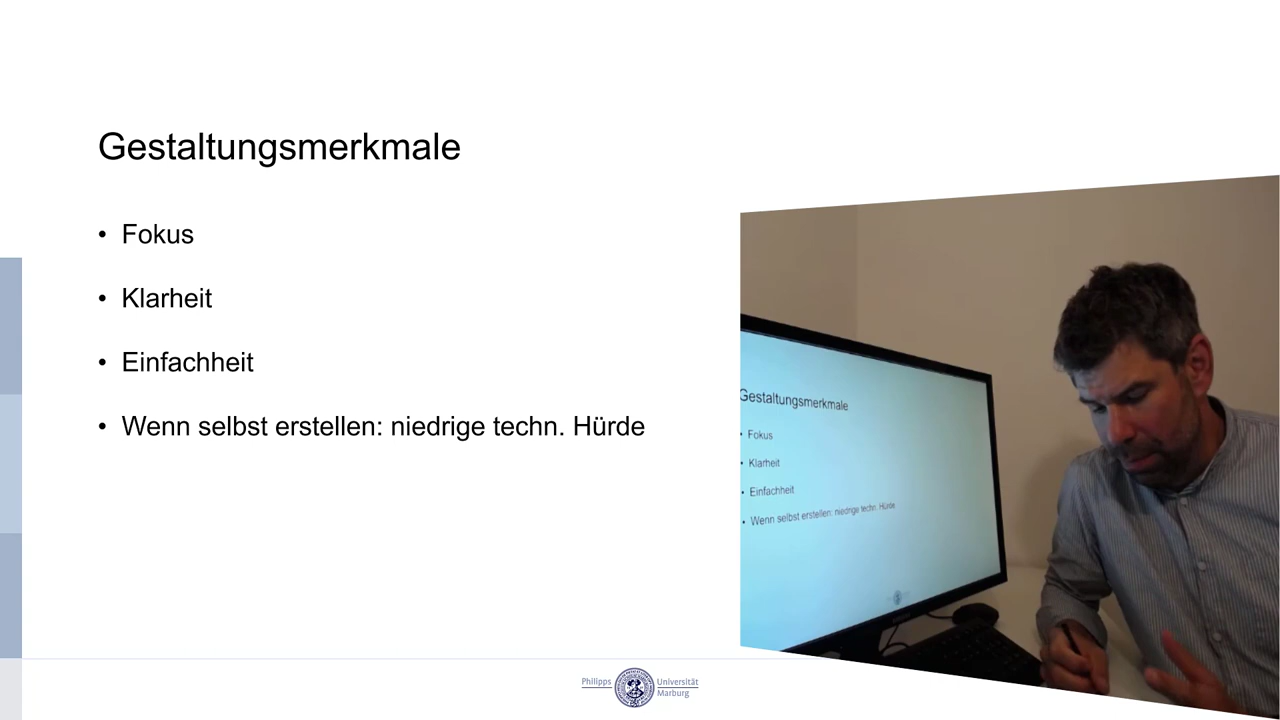 Gestaltungsmerkmale
• Fokus
• Klarheit
• Einfachheit
• Wenn selbst erstellen: niedrige techn. Hürde
Gestaltungsmerkmale
• Fokus
• Klarheit
• Einfachheit
• Wenn selbst erstellen: niedrige techn. Hürde
Philipps Universität
Marburg